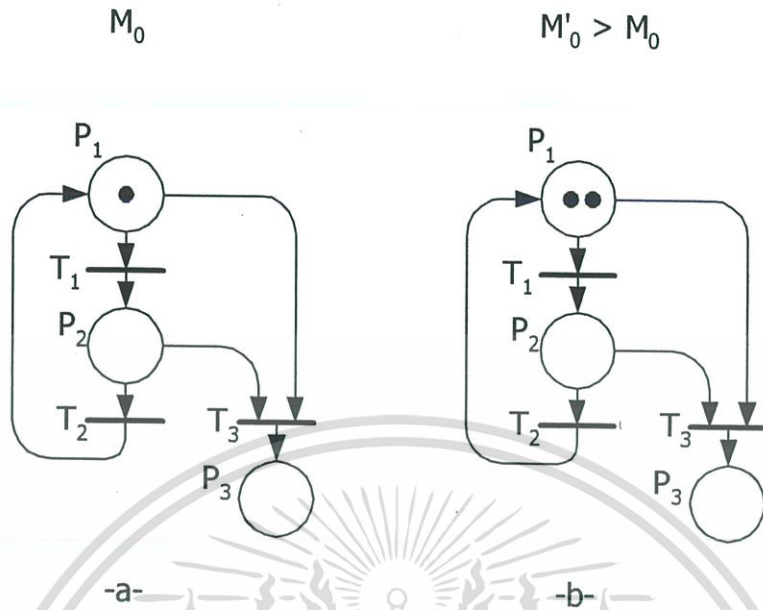 M₀
M'₀ > M₀
P₁
T₁
P₂
T₂
T₃
P₃
-a-
P₁
T₁
P₂
T₂
T₃
P₃
-b-